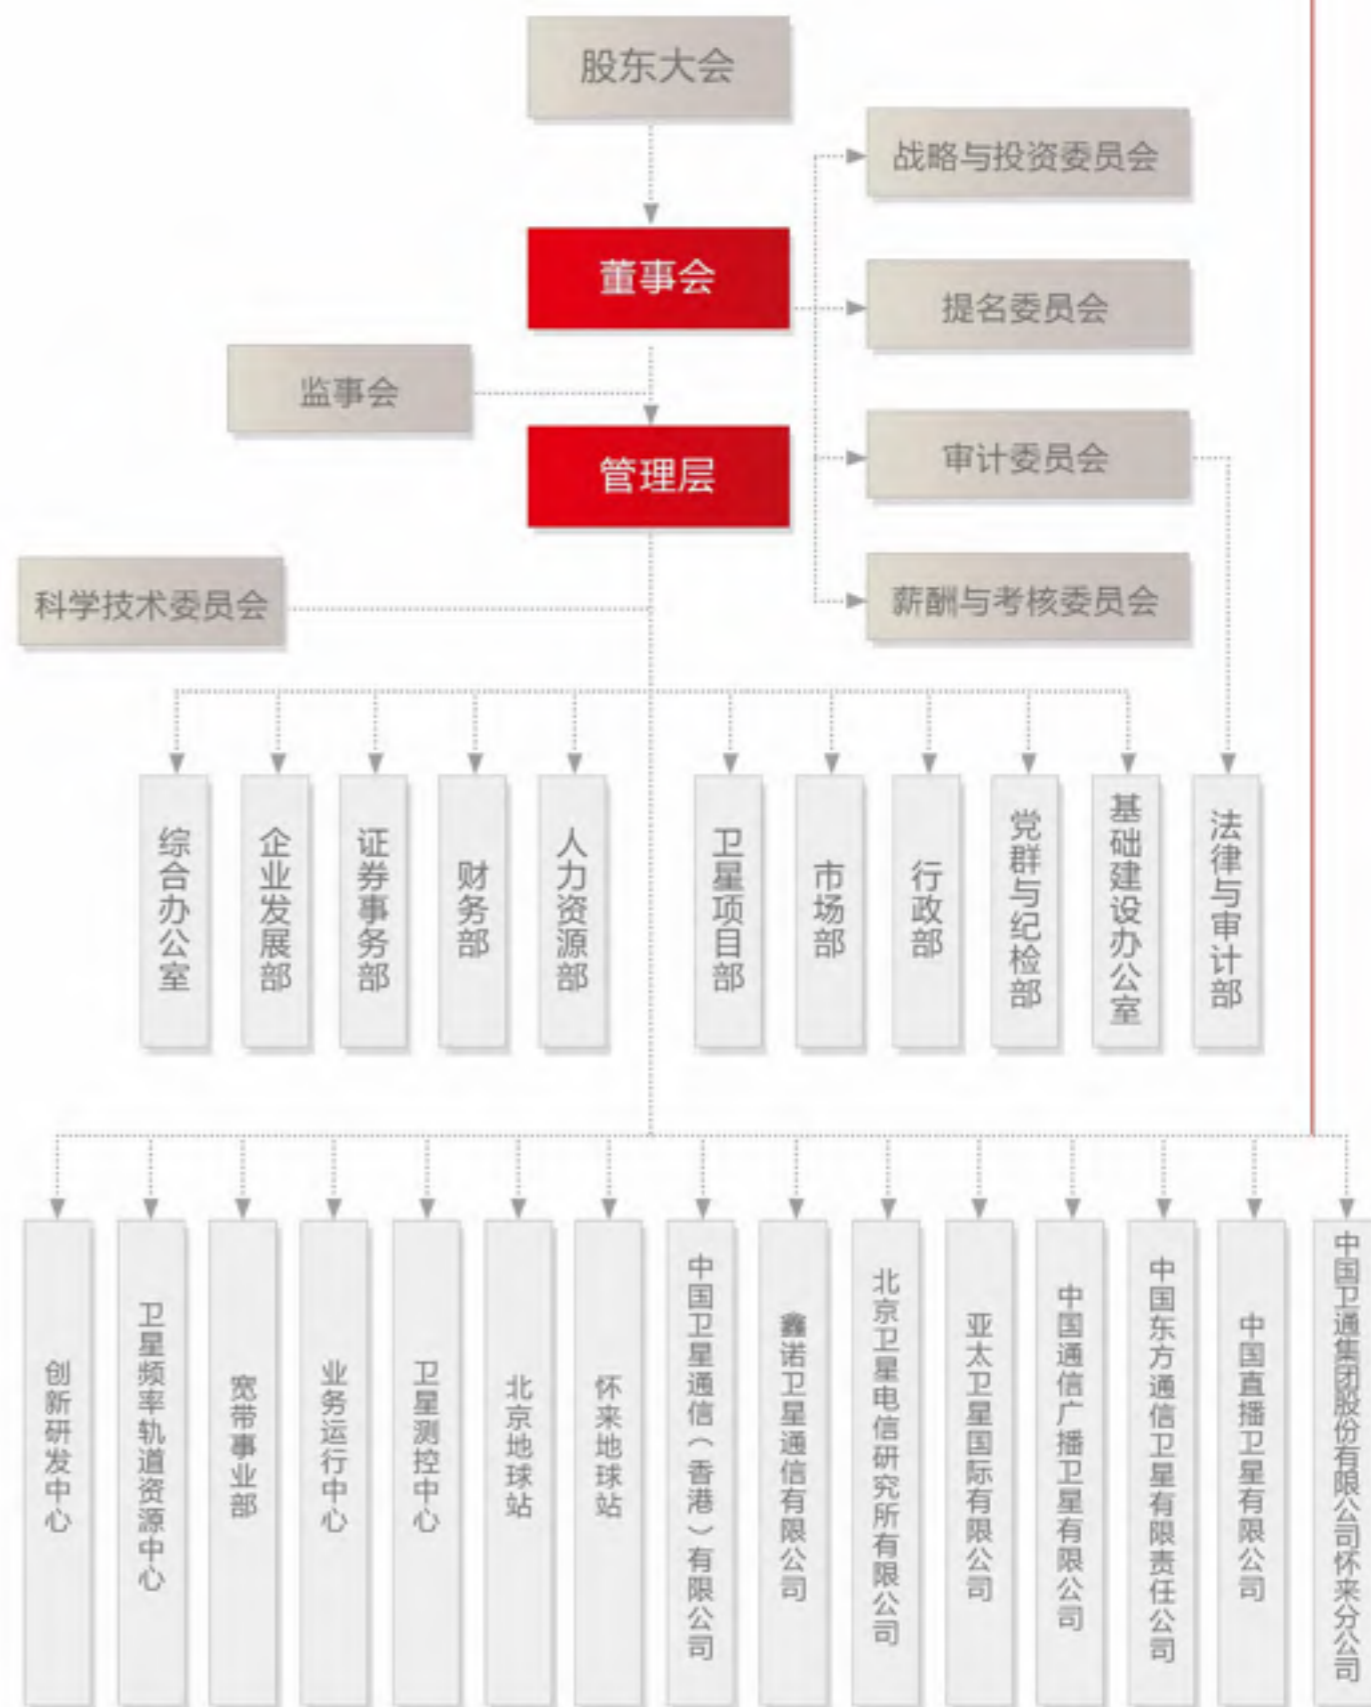 股东大会
战略与投资委员会
董事会
提名委员会
监事会
管理层
审计委员会
科学技术委员会
薪酬与考核委员会
综合办公室
企业发展部
证券事务部
财务部
人力资源部
卫星项目部
市场部
行政部
党群与纪检部
基础建设办公室
法律与审计部
创新研发中心
卫星频率轨道资源中心
宽带事业部
业务运行中心
卫星测控中心
北京地球站
怀来地球站
中国卫星通信（香港）有限公司
鑫诺卫星通信有限公司
北京卫星电信研究所有限公司
亚太卫星国际有限公司
中国通信广播卫星有限公司
中国东方通信卫星有限责任公司
中国直播卫星有限公司
中国卫通集团股份有限公司怀来分公司